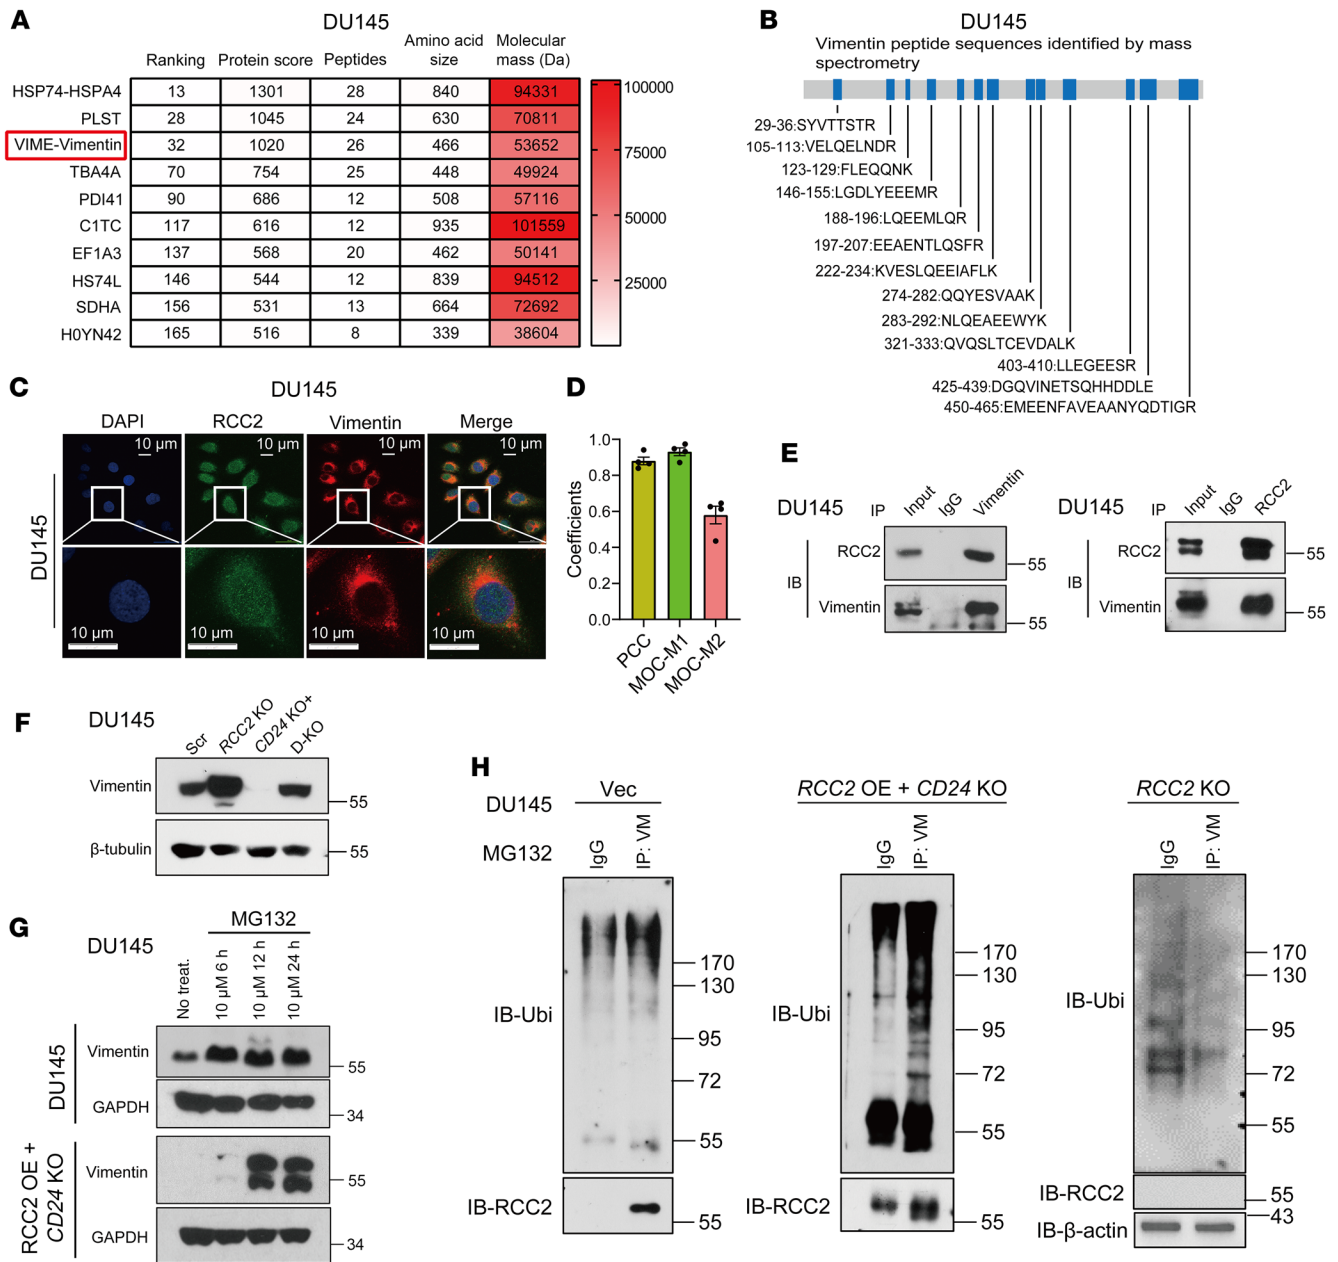 A
DU145
Ranking Protein score Peptides Amino acid size Molecular mass (Da)
HSP74-HSPA4 13 1301 28 840 94331
PLST 28 1045 24 630 70811
VIME-Vimentin 32 1020 26 466 53652
TBA4A 70 754 25 448 49924
PDI41 90 686 12 508 57116
C1TC 117 616 12 935 101559
EF1A3 137 568 20 462 50141
HS74L 146 544 12 839 94512
SDHA 156 531 13 664 72692
H0YN42 165 516 8 339 38604
100000
75000
50000
25000
B
DU145
Vimentin peptide sequences identified by mass
spectrometry
29-36:SYVTTSTR
105-113:VELQELNDR
123-129:FLEQQNK
146-155:LGDLYEEEMR
188-196:LQEEMLQR
197-207:EEAENTLQSFR
222-234:KVESLQEEIAFLK
274-282:QQYESVAAK
283-292:NLQEAEEWYK
321-333:QVQSLTCEVDALK
403-410:LLEGEESR
425-439:DGQVINETSQHHDDLE
450-465:EMEENFAVEAANYQDTIGR
C
DU145
DAPI RCC2 Vimentin Merge
10 µm 10 µm 10 µm 10 µm
DU145
10 µm 10 µm 10 µm 10 µm
D
Coefficients
1.0
0.8
0.6
0.4
0.2
0.0
PCC MOC-M1 MOC-M2
E
DU145 IP Input IgG Vimentin
IB
RCC2 55
Vimentin 55
DU145 IP Input IgG RCC2
IB
RCC2 55
Vimentin 55
F
DU145
Scr RCC2 KO CD24 KO+ D-KO
Vimentin 55
β-tubulin 55
G
DU145
MG132
No treat. 10 µM 6 h 10 µM 12 h 10 µM 24 h
DU145
Vimentin 55
GAPDH 34
RCC2 OE +
CD24 KO
Vimentin 55
GAPDH 34
H
DU145
MG132
Vec
IgG IP: VM
IB-Ubi
170
130
95
72
55
IB-RCC2
55
RCC2 OE + CD24 KO
IgG IP: VM
IB-Ubi
170
130
95
72
55
IB-RCC2
55
RCC2 KO
IgG IP: VM
IB-Ubi
170
130
95
72
55
IB-RCC2
55
43
IB-β-actin